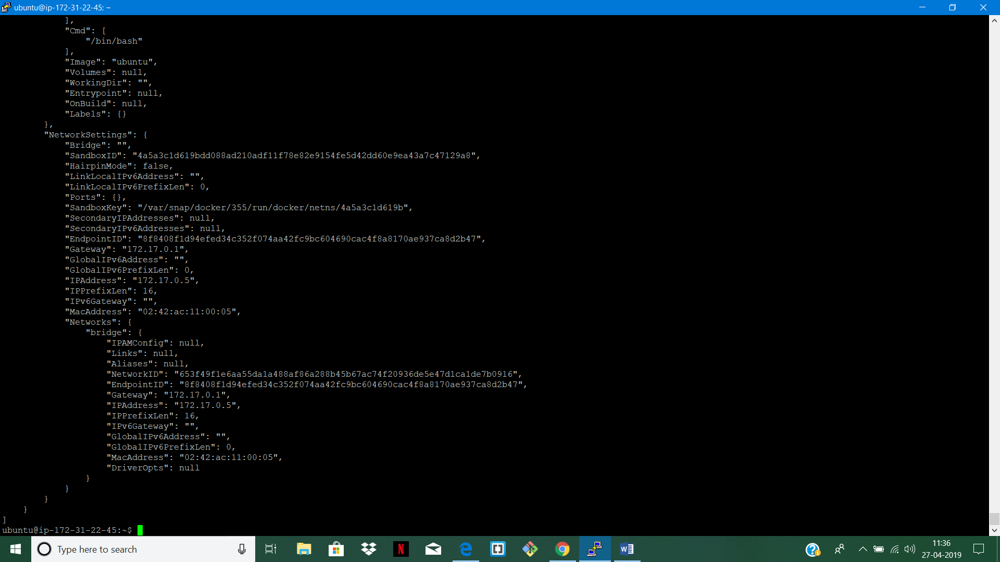 ubuntu@ip-172-31-22-45: ~
],
"Cmd": [
"/bin/bash"
],
"Image": "ubuntu",
"Volumes": null,
"WorkingDir": "",
"Entrypoint": null,
"OnBuild": null,
"Labels": {}
},
"NetworkSettings": {
"Bridge": "",
"SandboxID": "4a5a3c1d619bdd088ad210adf11f78e82e9154fe5d42dd60e9ea43a7c47129a8",
"HairpinMode": false,
"LinkLocalIPv6Address": "",
"LinkLocalIPv6PrefixLen": 0,
"Ports": {},
"SandboxKey": "/var/snap/docker/355/run/docker/netns/4a5a3c1d619b",
"SecondaryIPAddresses": null,
"SecondaryIPv6Addresses": null,
"EndpointID": "8f8408f1d94efed34c352f074aa42fc9bc604690cac4f8a8170ae937ca8d2b47",
"Gateway": "172.17.0.1",
"GlobalIPv6Address": "",
"GlobalIPv6PrefixLen": 0,
"IPAddress": "172.17.0.5",
"IPPrefixLen": 16,
"IPv6Gateway": "",
"MacAddress": "02:42:ac:11:00:05",
"Networks": {
"bridge": {
"IPAMConfig": null,
"Links": null,
"Aliases": null,
"NetworkID": "653f49f1e6aa55da1a488af86a288b45b67ac74f20936de5e47d1ca1de7b0916",
"EndpointID": "8f8408f1d94efed34c352f074aa42fc9bc604690cac4f8a8170ae937ca8d2b47",
"Gateway": "172.17.0.1",
"IPAddress": "172.17.0.5",
"IPPrefixLen": 16,
"IPv6Gateway": "",
"GlobalIPv6Address": "",
"GlobalIPv6PrefixLen": 0,
"MacAddress": "02:42:ac:11:00:05",
"DriverOpts": null
}
}
}
}
]
ubuntu@ip-172-31-22-45:~$
Type here to search
11:36
27-04-2019